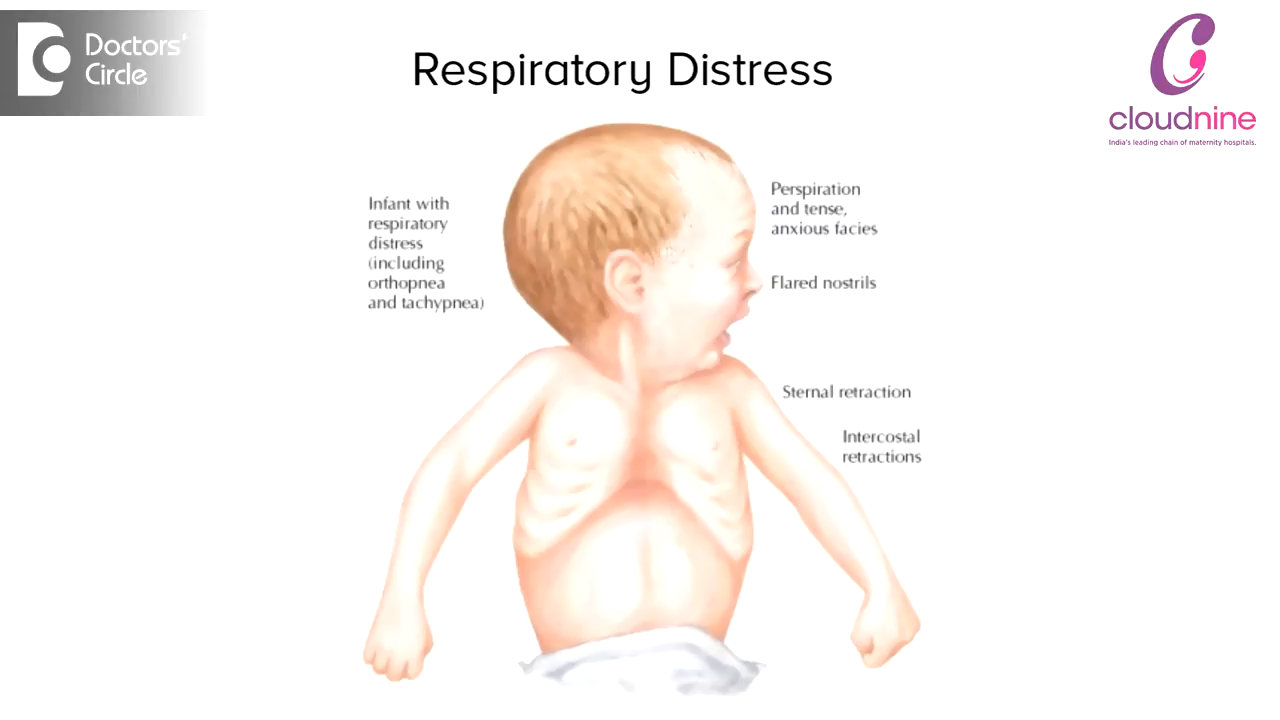 Doctors'
Circle
Respiratory Distress
cloudnine
India's leading chain of maternity hospitals.
Infant with
respiratory
distress
(including
orthopnea
and tachypnea)
Perspiration
and tense,
anxious facies
Flared nostrils
Sternal retraction
Intercostal
retractions